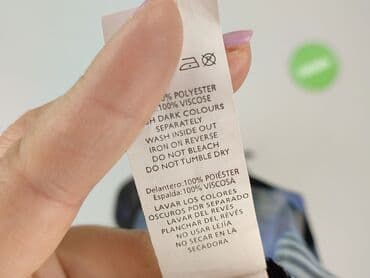 100% POLYESTER
100% VISCOSE
DARK COLOURS
SEPARATELY
WASH INSIDE OUT
IRON ON REVERSE
DO NOT BLEACH
DO NOT TUMBLE DRY
Delantero: 100% POLIÉSTER
Espalda: 100% VISCOSA
LAVAR LOS COLORES
OSCUROS POR SEPARADO
LAVAR DEL REVÉS
PLANCHAR DEL REVÉS
NO USAR LEJÍA
NO SECAR EN LA
SECADORA